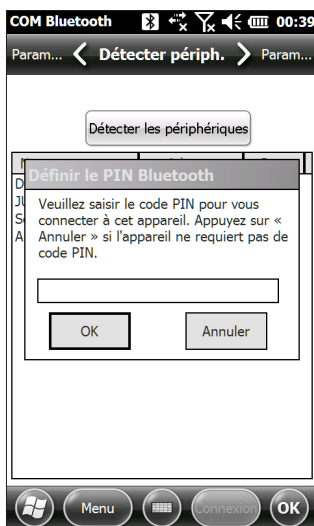 COM Bluetooth 00:39
Param... Détecter périph. Param...
Détecter les périphériques
Définir le PIN Bluetooth
Veuillez saisir le code PIN pour vous
connecter à cet appareil. Appuyez sur «
Annuler » si l'appareil ne requiert pas de
code PIN.
OK Annuler
Menu Connexion OK